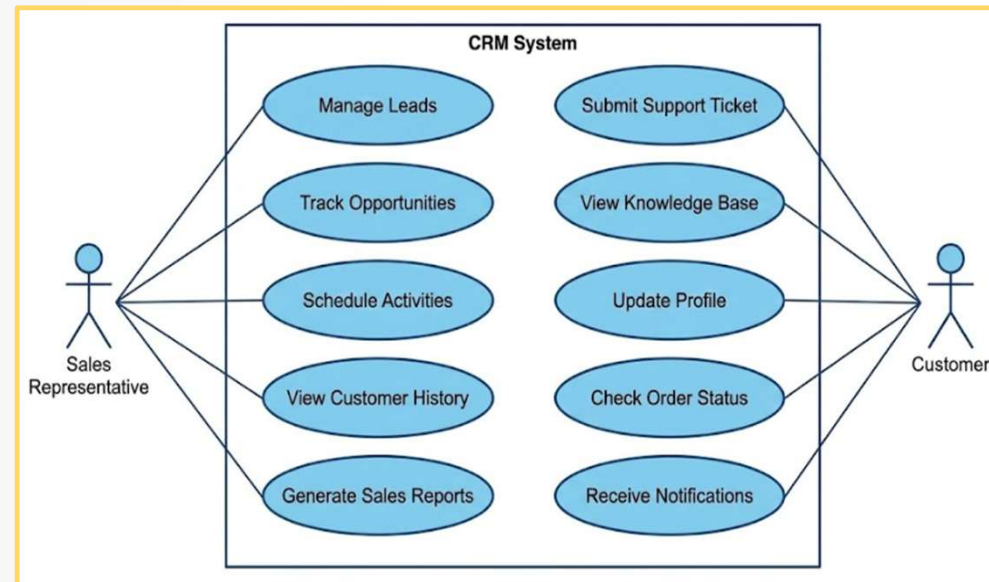 CRM System
Manage Leads
Submit Support Ticket
Track Opportunities
View Knowledge Base
Schedule Activities
Update Profile
Sales
Representative
Customer
View Customer History
Check Order Status
Generate Sales Reports
Receive Notifications